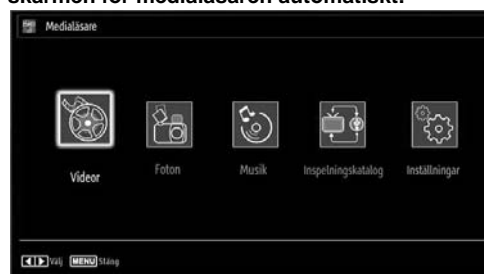 skärmen för medialäsaren automatiskt.
Medialäsare
Videor
Foton
Musik
Inspelningskatalog
Inställningar
Välj MENU Stäng